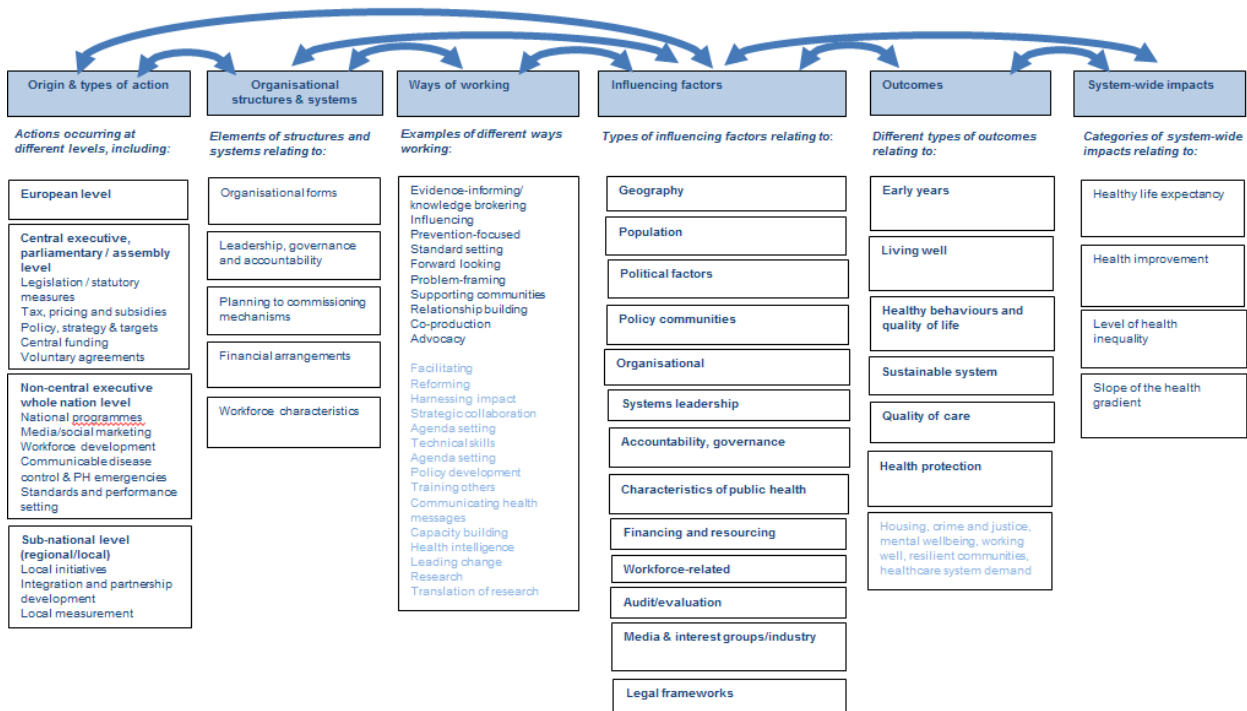 Origin & types of action
Actions occurring at
different levels, including:
European level
Central executive,
parliamentary / assembly
level
Legislation / statutory
measures
Tax, pricing and subsidies
Policy, strategy & targets
Central funding
Voluntary agreements
Non-central executive
whole nation level
National programmes
Media/social marketing
Workforce development
Communicable disease
control & PH emergencies
Standards and performance
setting
Sub-national level
(regional/local)
Local initiatives
Integration and partnership
development
Local measurement
Organisational
structures & systems
Elements of structures and
systems relating to:
Organisational forms
Leadership, governance
and accountability
Planning to commissioning
mechanisms
Financial arrangements
Workforce characteristics
Ways of working
Examples of different ways
working:
Evidence-informing/
knowledge brokering
Influencing
Prevention-focused
Standard setting
Forward looking
Problem-framing
Supporting communities
Relationship building
Co-production
Advocacy
Facilitating
Reforming
Harnessing impact
Strategic collaboration
Agenda setting
Technical skills
Agenda setting
Policy development
Training others
Communicating health
messages
Capacity building
Health intelligence
Leading change
Research
Translation of research
Influencing factors
Types of influencing factors relating to:
Geography
Population
Political factors
Policy communities
Organisational
Systems leadership
Accountability, governance
Characteristics of public health
Financing and resourcing
Workforce-related
Audit/evaluation
Media & interest groups/industry
Legal frameworks
Outcomes
Different types of outcomes
relating to:
Early years
Living well
Healthy behaviours and
quality of life
Sustainable system
Quality of care
Health protection
Housing, crime and justice,
mental wellbeing, working
well, resilient communities,
healthcare system demand
System-wide impacts
Categories of system-wide
impacts relating to:
Healthy life expectancy
Health improvement
Level of health
inequality
Slope of the health
gradient